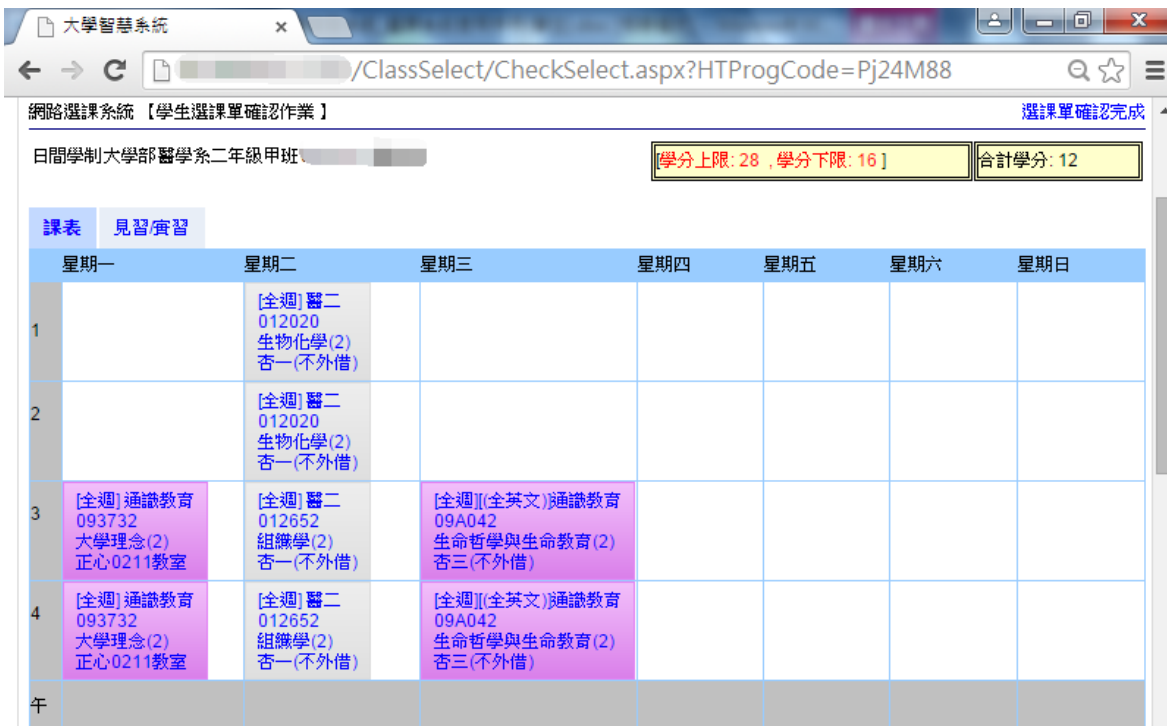 大學智慧系統
/ClassSelect/CheckSelect.aspx?HTProgCode=Pj24M88
網路選課系統 【學生選課單確認作業 】
選課單確認完成
日間學制大學部醫學系二年級甲班
[學分上限: 28 , 學分下限: 16 ]
合計學分: 12
課表
見習/實習
星期一
星期二
星期三
星期四
星期五
星期六
星期日
1
[全週] 醫二
012020
生物化學(2)
杏一(不外借)
2
[全週] 醫二
012020
生物化學(2)
杏一(不外借)
3
[全週] 通識教育
093732
大學理念(2)
正心0211教室
[全週] 醫二
012652
組織學(2)
杏一(不外借)
[全週][(全英文)]通識教育
09A042
生命哲學與生命教育(2)
杏三(不外借)
4
[全週] 通識教育
093732
大學理念(2)
正心0211教室
[全週] 醫二
012652
組織學(2)
杏一(不外借)
[全週][(全英文)]通識教育
09A042
生命哲學與生命教育(2)
杏三(不外借)
午